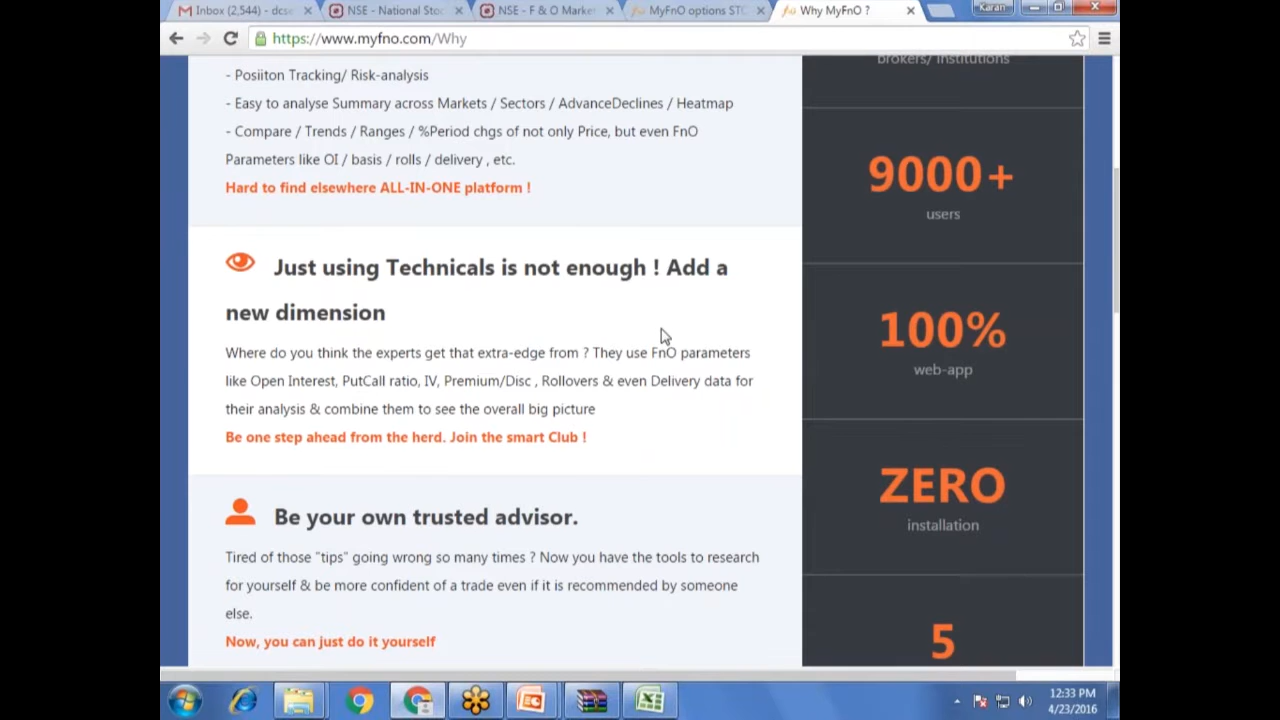 Inbox (2,544) - dcse
NSE - National Stoc
NSE - F & O Market
MyFnO options STO
Why MyFnO ?
Karan
https://www.myfno.com/Why
- Posiiton Tracking/ Risk-analysis
- Easy to analyse Summary across Markets / Sectors / AdvanceDeclines / Heatmap
- Compare / Trends / Ranges / %Period chgs of not only Price, but even FnO
Parameters like OI / basis / rolls / delivery , etc.
Hard to find elsewhere ALL-IN-ONE platform !
Just using Technicals is not enough ! Add a
new dimension
Where do you think the experts get that extra-edge from ? They use FnO parameters
like Open Interest, PutCall ratio, IV, Premium/Disc , Rollovers & even Delivery data for
their analysis & combine them to see the overall big picture
Be one step ahead from the herd. Join the smart Club !
Be your own trusted advisor.
Tired of those "tips" going wrong so many times ? Now you have the tools to research
for yourself & be more confident of a trade even if it is recommended by someone
else.
Now, you can just do it yourself
brokers/ institutions
9000+
users
100%
web-app
ZERO
installation
5
12:33 PM
4/23/2016